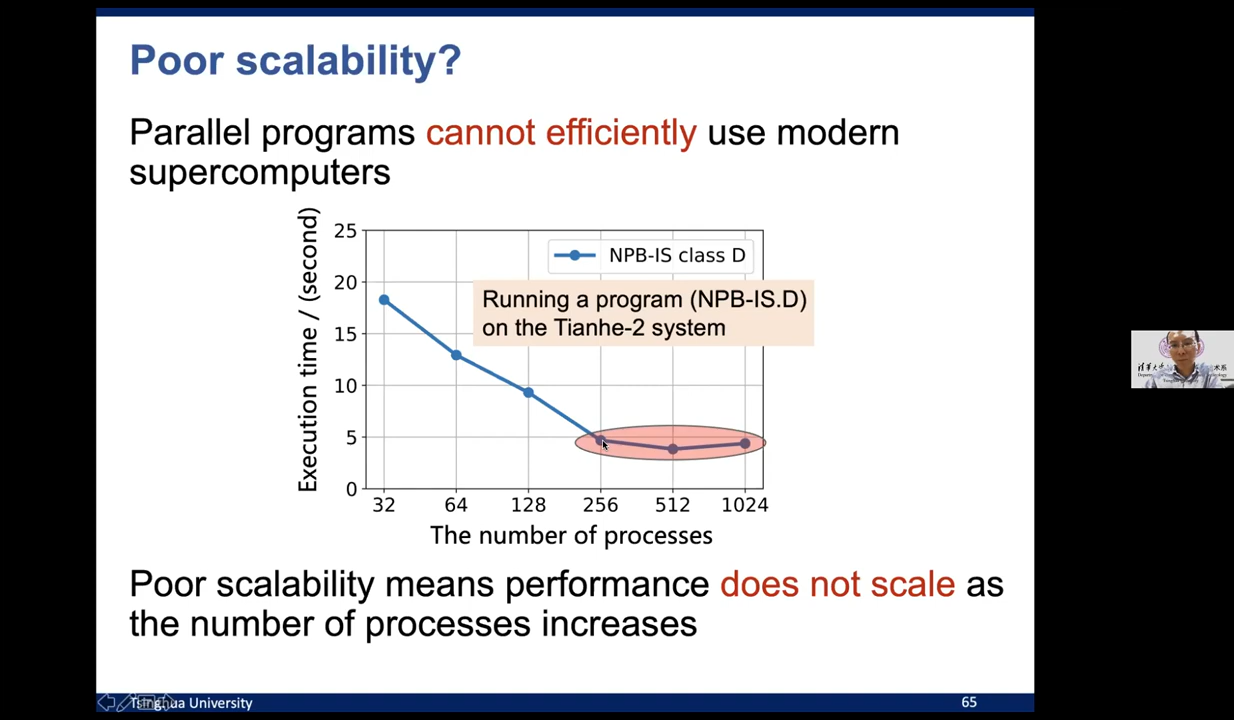 Poor scalability?
Parallel programs cannot efficiently use modern
supercomputers
Execution time / (second)
25
20
15
10
5
0
NPB-IS class D
Running a program (NPB-IS.D)
on the Tianhe-2 system
32 64 128 256 512 1024
The number of processes
Poor scalability means performance does not scale as
the number of processes increases
Tsinghua University
65